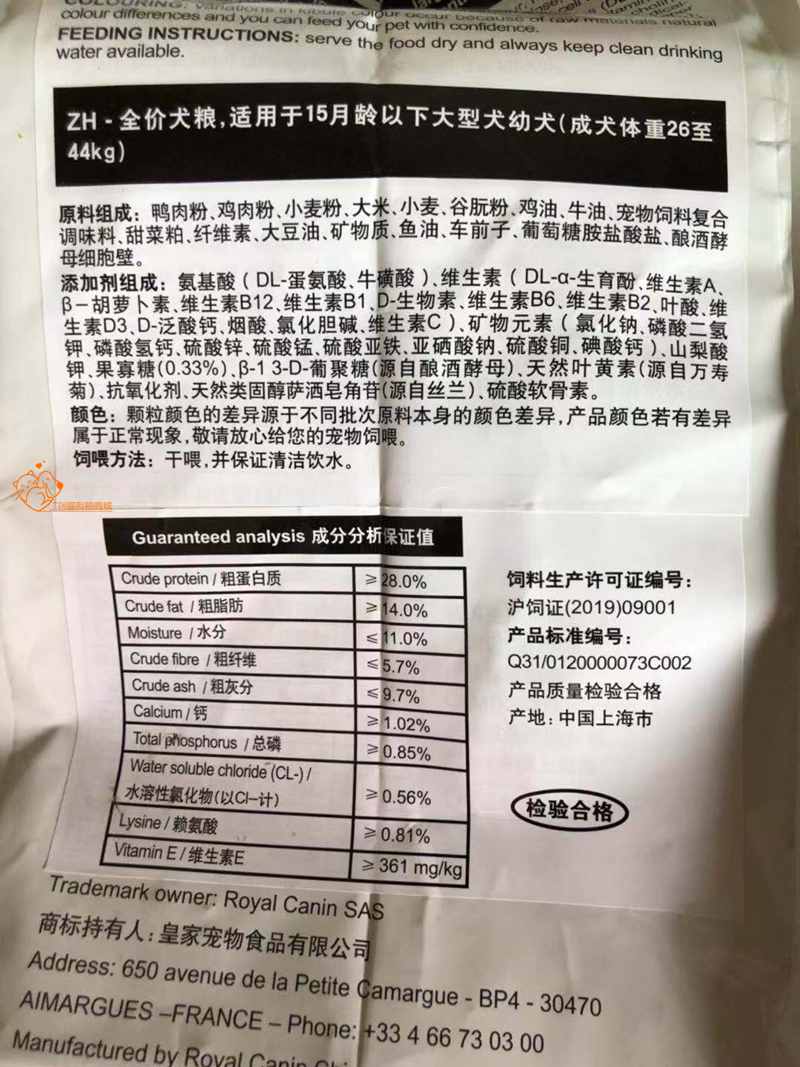 colour differences and you can feed your pet with confidence.
FEEDING INSTRUCTIONS: serve the food dry and always keep clean drinking
water available.
ZH - 全价犬粮,适用于15月龄以下大型犬幼犬(成犬体重26至
44kg)
原料组成: 鸭肉粉、鸡肉粉、小麦粉、大米、小麦、谷朊粉、鸡油、牛油、宠物饲料复合
调味料、甜菜粕、纤维素、大豆油、矿物质、鱼油、车前子、葡萄糖胺盐酸盐、酿酒酵
母细胞壁。
添加剂组成: 氨基酸 ( DL-蛋氨酸、牛磺酸 )、维生素 ( DL-α-生育酚、维生素A、
β-胡萝卜素、维生素B12、维生素B1、D-生物素、维生素B6、维生素B2、叶酸、维
生素D3、D-泛酸钙、烟酸、氯化胆碱、维生素C )、矿物元素 ( 氯化钠、磷酸二氢
钾、磷酸氢钙、硫酸锌、硫酸锰、硫酸亚铁、亚硒酸钠、硫酸铜、碘酸钙 )、山梨酸
钾、果寡糖(0.33%)、β-1 3-D-葡聚糖(源自酿酒酵母)、天然叶黄素(源自万寿
菊)、抗氧化剂、天然类固醇萨洒皂角苷(源自丝兰)、硫酸软骨素。
颜色: 颗粒颜色的差异源于不同批次原料本身的颜色差异,产品颜色若有差异
属于正常现象,敬请放心给您的宠物饲喂。
饲喂方法: 干喂,并保证清洁饮水。
Guaranteed analysis 成分分析保证值
Crude protein / 粗蛋白质 ≥ 28.0%
Crude fat / 粗脂肪 ≥ 14.0%
Moisture / 水分 ≤ 11.0%
Crude fibre / 粗纤维 ≤ 5.7%
Crude ash / 粗灰分 ≤ 9.7%
Calcium / 钙 ≥ 1.02%
Total phosphorus / 总磷 ≥ 0.85%
Water soluble chloride (CL-) /
水溶性氯化物(以Cl-计) ≥ 0.56%
Lysine / 赖氨酸 ≥ 0.81%
Vitamin E / 维生素E ≥ 361 mg/kg
饲料生产许可证编号:
沪饲证(2019)09001
产品标准编号:
Q31/0120000073C002
产品质量检验合格
产地: 中国上海市
检验合格
Trademark owner: Royal Canin SAS
商标持有人: 皇家宠物食品有限公司
Address: 650 avenue de la Petite Camargue - BP4 - 30470
AIMARGUES –FRANCE – Phone: +33 4 66 73 03 00
Manufactured by Royal Canin